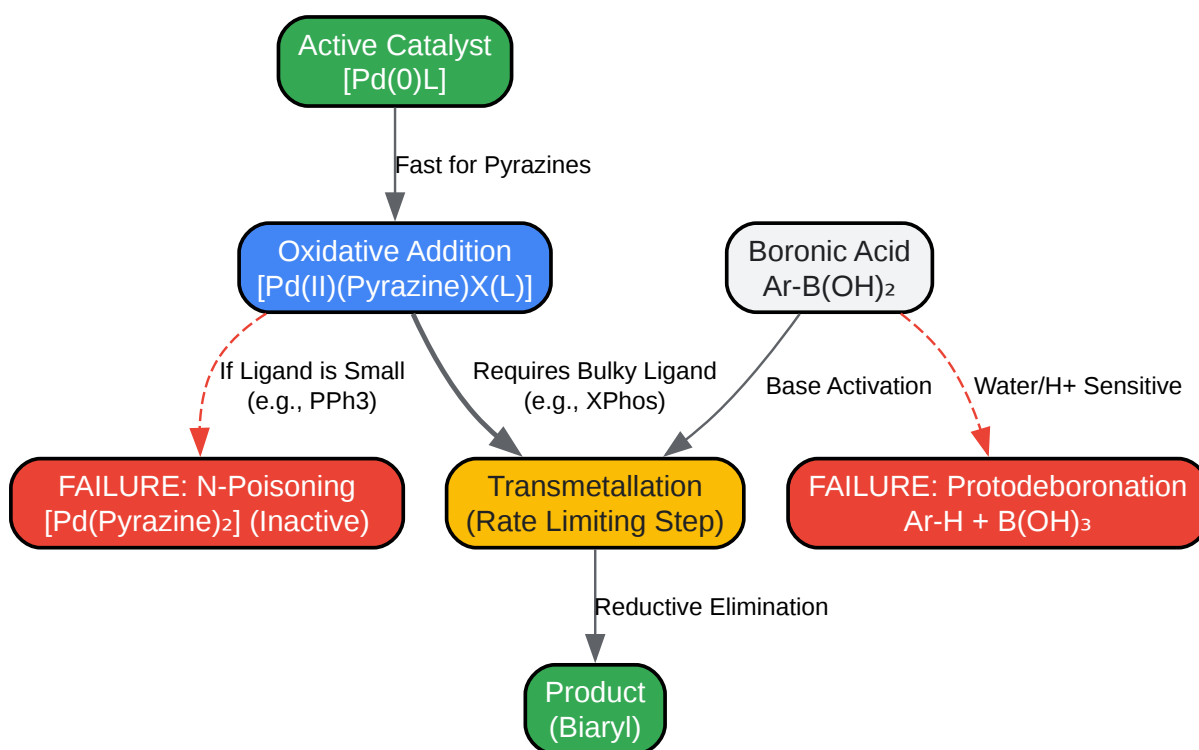 Active Catalyst
[Pd(0)L]
Fast for Pyrazines
Oxidative Addition
[Pd(II)(Pyrazine)X(L)]
Boronic Acid
Ar-B(OH)₂
If Ligand is Small
(e.g., PPh3)
Requires Bulky Ligand
(e.g., XPhos)
Base Activation
Water/H+ Sensitive
FAILURE: N-Poisoning
[Pd(Pyrazine)₂] (Inactive)
Transmetallation
(Rate Limiting Step)
FAILURE: Protodeboronation
Ar-H + B(OH)₃
Reductive Elimination
Product
(Biaryl)